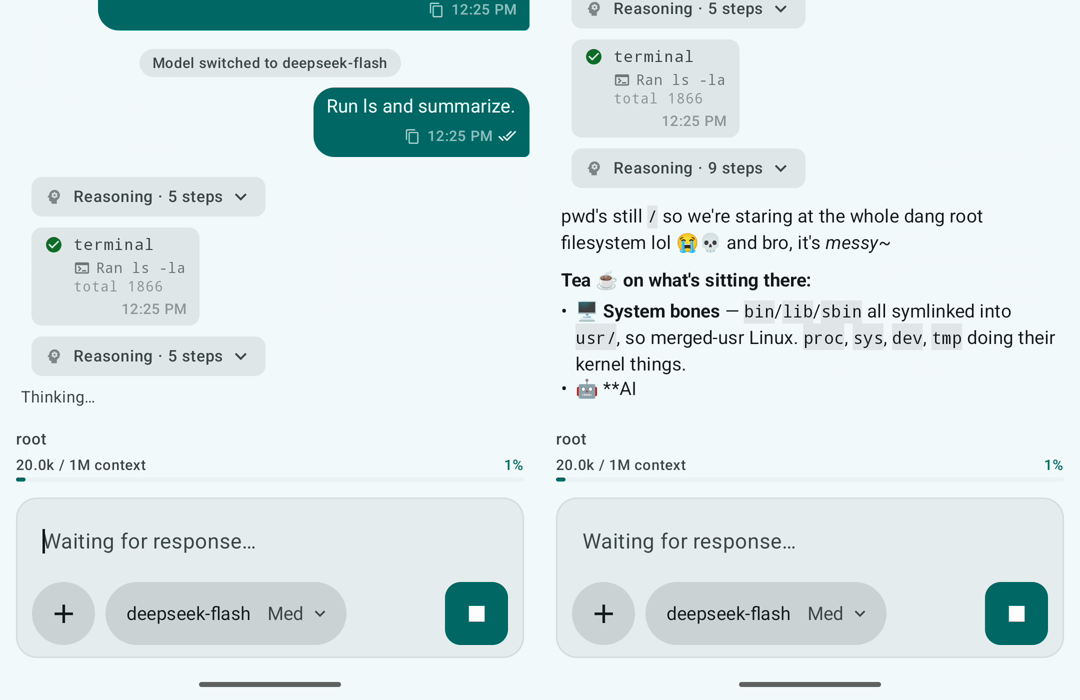 12:25 PM
Model switched to deepseek-flash
Run ls and summarize.
12:25 PM
Reasoning · 5 steps
terminal
Ran ls -la
total 1866
12:25 PM
Reasoning · 5 steps
Thinking…
root
20.0k / 1M context 1%
Waiting for response…
deepseek-flash Med
Reasoning · 5 steps
terminal
Ran ls -la
total 1866
12:25 PM
Reasoning · 9 steps
pwd's still / so we're staring at the whole dang root
filesystem lol 😭💀 and bro, it's messy~
Tea ☕ on what's sitting there:
• 🖥️ System bones — bin/lib/sbin all symlinked into
usr/, so merged-usr Linux. proc, sys, dev, tmp doing their
kernel things.
• 🤖 **AI
root
20.0k / 1M context 1%
Waiting for response…
deepseek-flash Med